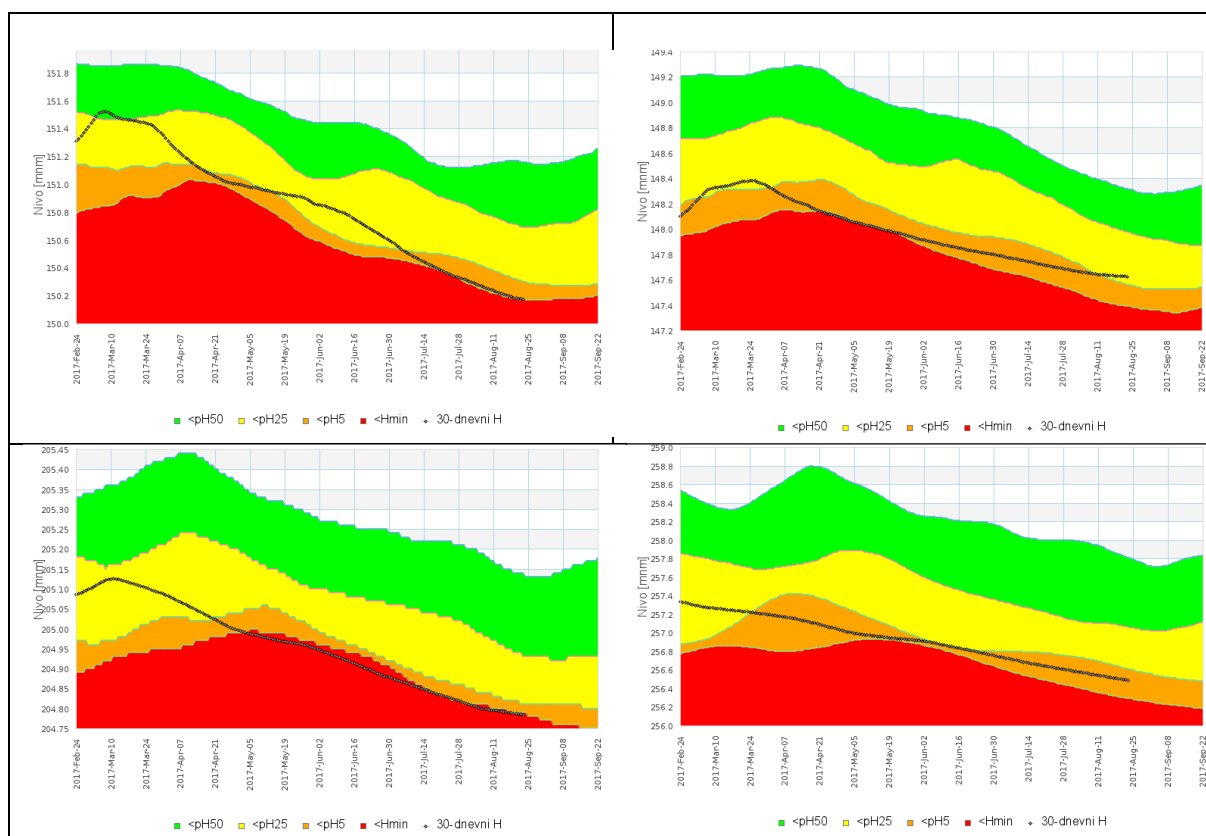 Nivo [mnm]
151.8
151.6
151.4
151.2
151.0
150.8
150.6
150.4
150.2
150.0
2017-Feb-24
2017-Mar-10
2017-Mar-24
2017-Apr-07
2017-Apr-21
2017-May-05
2017-May-19
2017-Jun-02
2017-Jun-16
2017-Jun-30
2017-Jul-14
2017-Jul-28
2017-Aug-11
2017-Aug-25
2017-Sep-08
2017-Sep-22
<pH50 <pH25 <pH5 <Hmin 30-dnevni H
Nivo [mnm]
149.4
149.2
149.0
148.8
148.6
148.4
148.2
148.0
147.8
147.6
147.4
147.2
2017-Feb-24
2017-Mar-10
2017-Mar-24
2017-Apr-07
2017-Apr-21
2017-May-05
2017-May-19
2017-Jun-02
2017-Jun-16
2017-Jun-30
2017-Jul-14
2017-Jul-28
2017-Aug-11
2017-Aug-25
2017-Sep-08
2017-Sep-22
<pH50 <pH25 <pH5 <Hmin 30-dnevni H
Nivo [mnm]
205.45
205.40
205.35
205.30
205.25
205.20
205.15
205.10
205.05
205.00
204.95
204.90
204.85
204.80
204.75
2017-Feb-24
2017-Mar-10
2017-Mar-24
2017-Apr-07
2017-Apr-21
2017-May-05
2017-May-19
2017-Jun-02
2017-Jun-16
2017-Jun-30
2017-Jul-14
2017-Jul-28
2017-Aug-11
2017-Aug-25
2017-Sep-08
2017-Sep-22
<pH50 <pH25 <pH5 <Hmin 30-dnevni H
Nivo [mnm]
259.0
258.8
258.6
258.4
258.2
258.0
257.8
257.6
257.4
257.2
257.0
256.8
256.6
256.4
256.2
256.0
2017-Feb-24
2017-Mar-10
2017-Mar-24
2017-Apr-07
2017-Apr-21
2017-May-05
2017-May-19
2017-Jun-02
2017-Jun-16
2017-Jun-30
2017-Jul-14
2017-Jul-28
2017-Aug-11
2017-Aug-25
2017-Sep-08
2017-Sep-22
<pH50 <pH25 <pH5 <Hmin 30-dnevni H